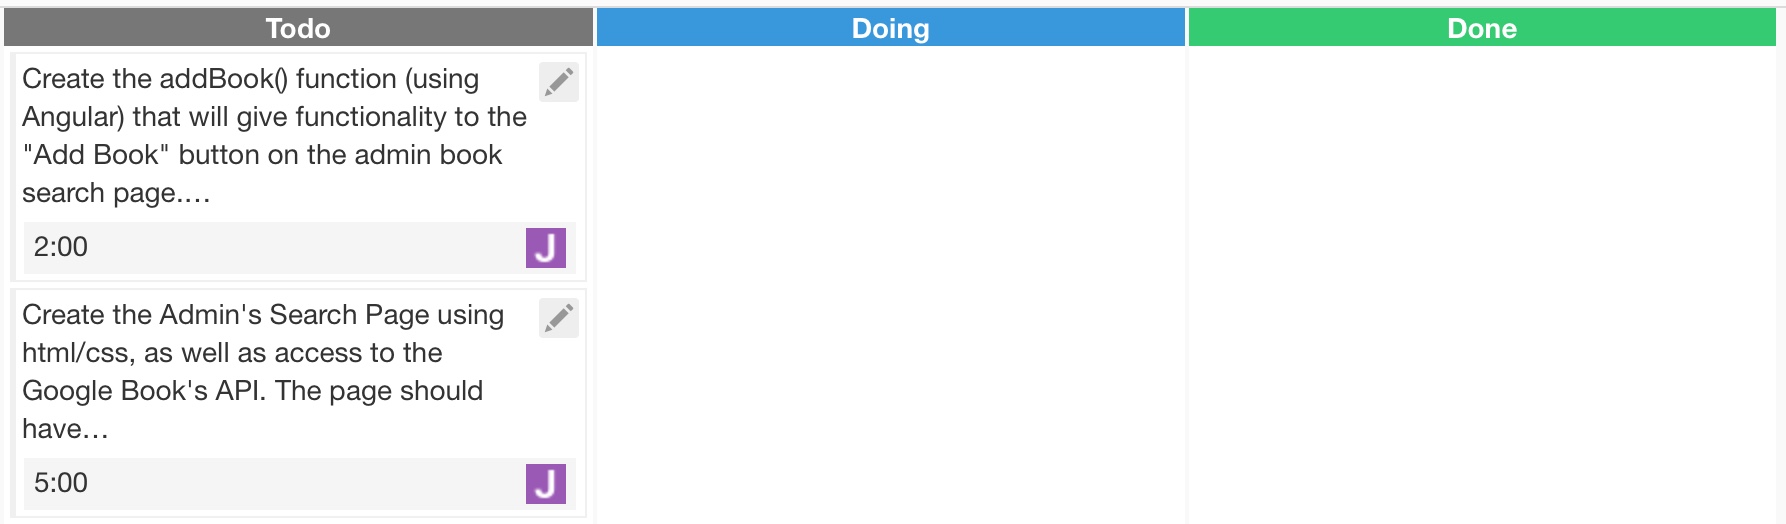 Todo
Doing
Done
Create the addBook() function (using
Angular) that will give functionality to the
"Add Book" button on the admin book
search page.…
2:00
J
Create the Admin's Search Page using
html/css, as well as access to the
Google Book's API. The page should
have…
5:00
J